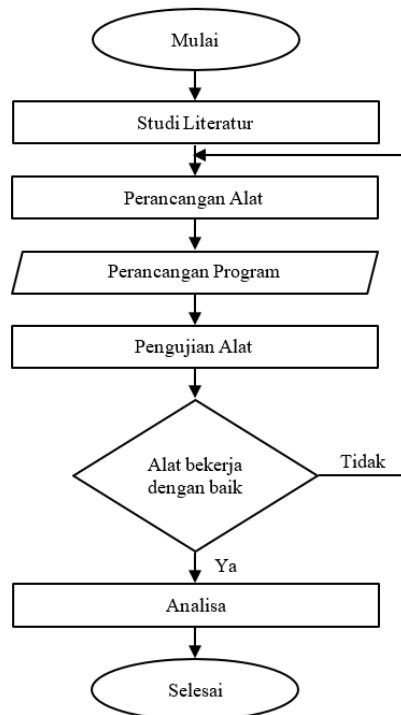 Mulai
Studi Literatur
Perancangan Alat
Perancangan Program
Pengujian Alat
Alat bekerja
dengan baik
Tidak
Ya
Analisa
Selesai